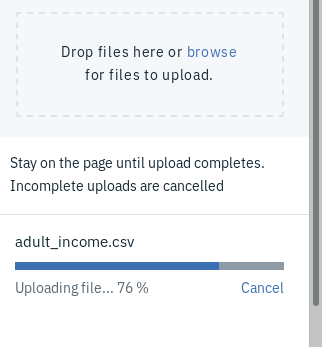 Drop files here or browse
for files to upload.
Stay on the page until upload completes.
Incomplete uploads are cancelled
adult_income.csv
Uploading file... 76 %
Cancel